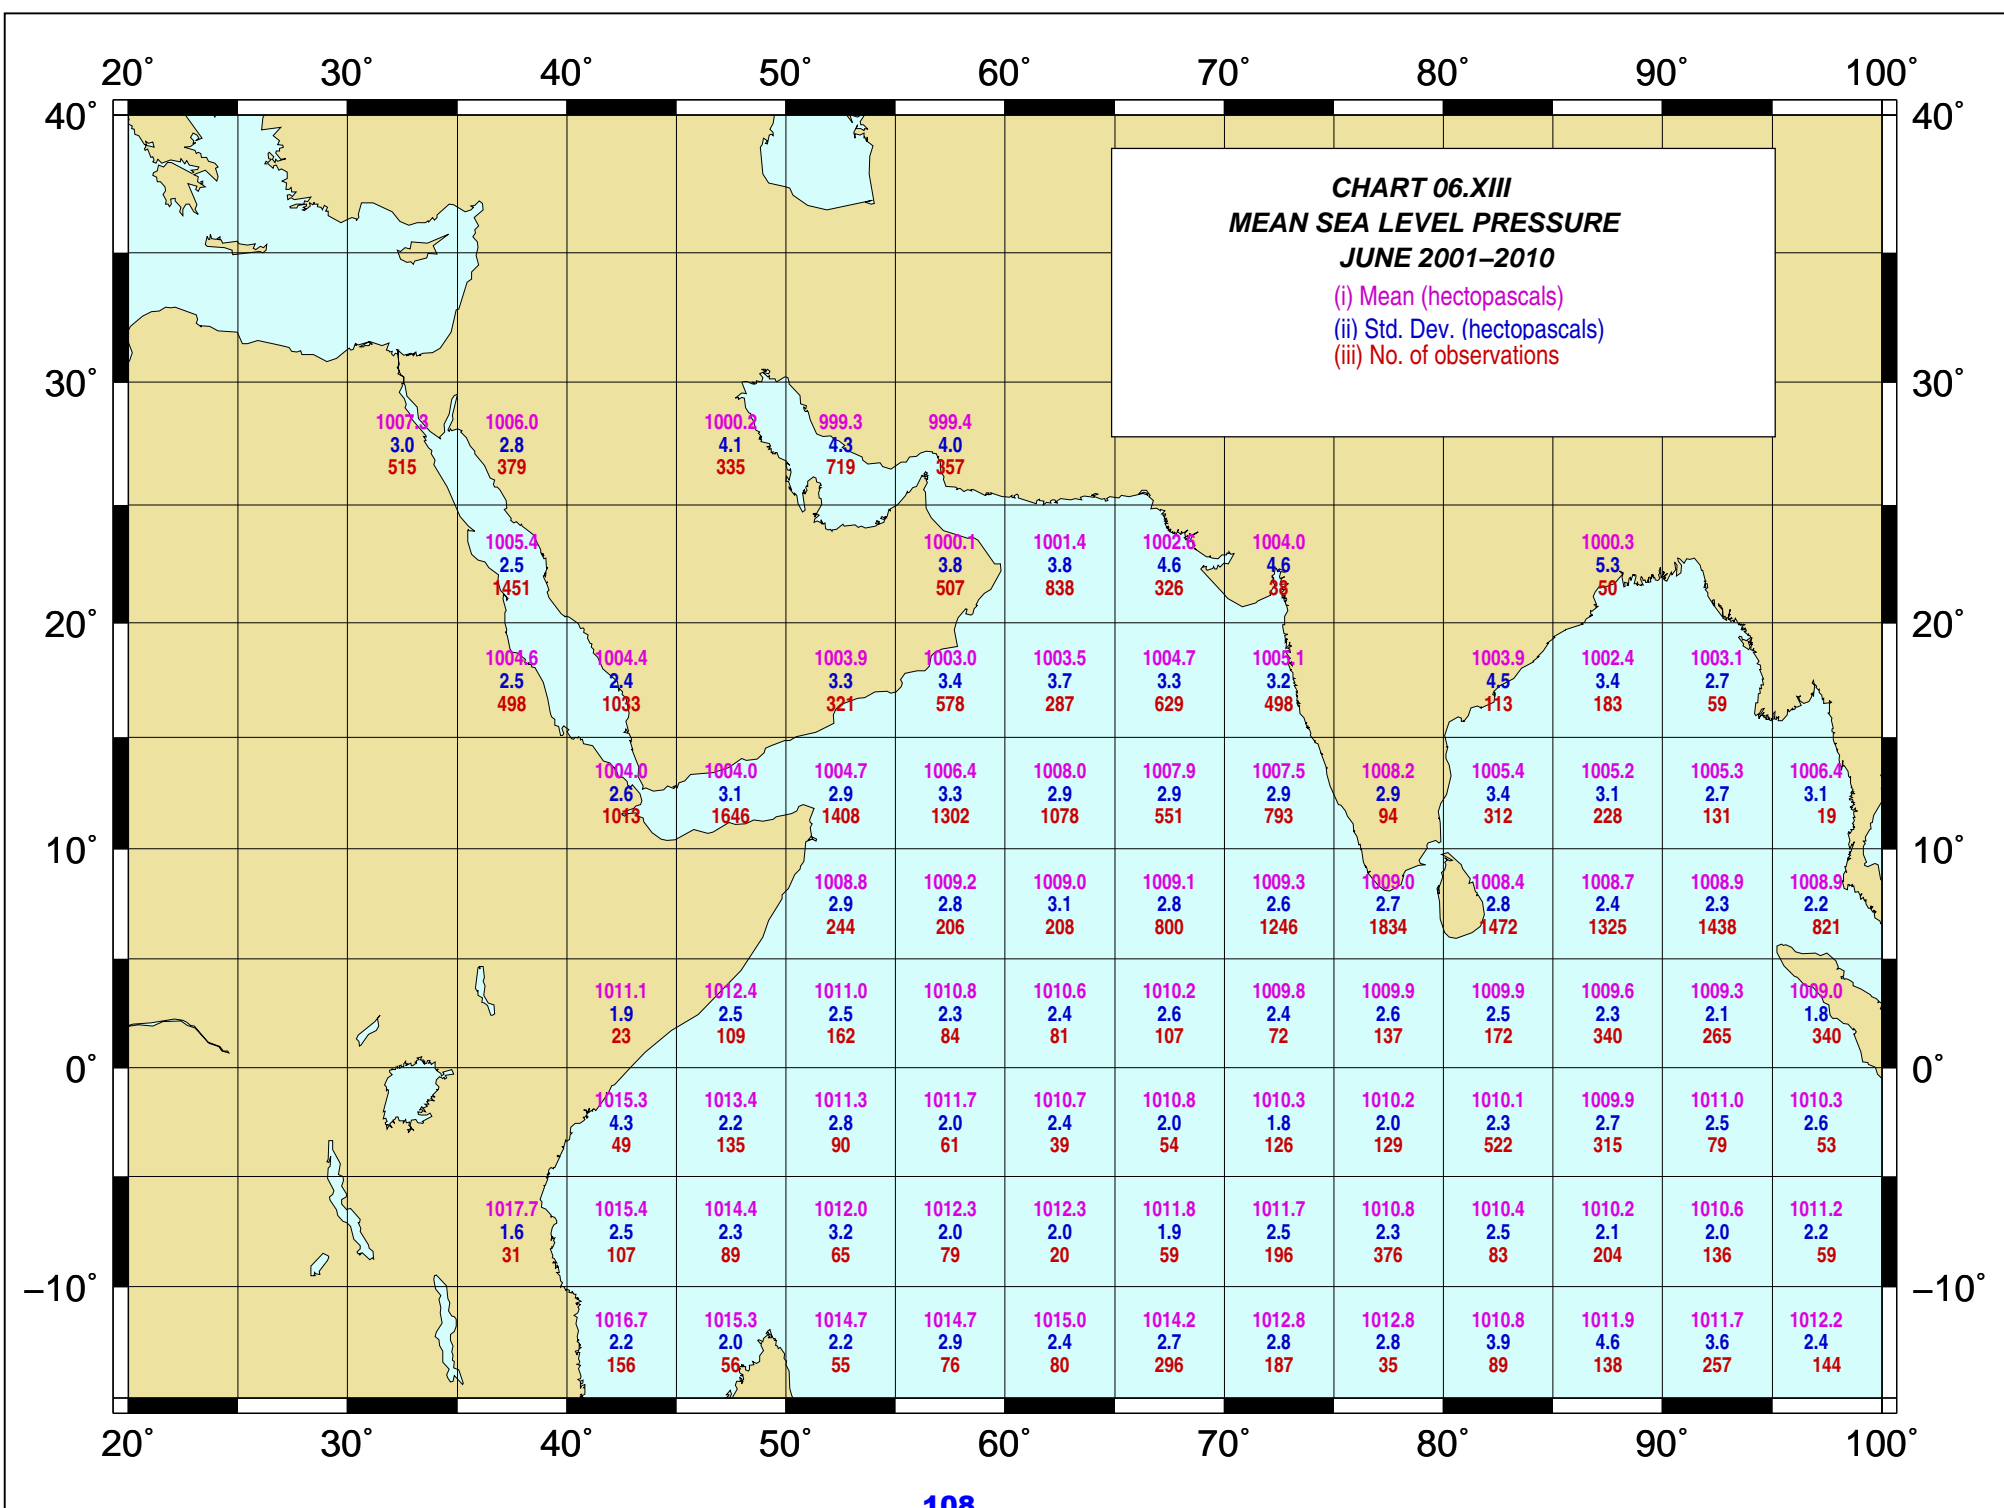 20° 30° 40° 50° 60° 70° 80° 90° 100°
40° 40°
CHART 06.XIII
MEAN SEA LEVEL PRESSURE
JUNE 2001–2010
(i) Mean (hectopascals)
(ii) Std. Dev. (hectopascals)
(iii) No. of observations
30° 30°
1007.3 1006.0 1000.2 999.3 999.4
3.0 2.8 4.1 4.3 4.0
515 379 335 719 357
1005.4 1000.1 1001.4 1002.6 1004.0 1000.3
2.5 3.8 3.8 4.6 4.6 5.3
1451 507 838 326 38 50
20° 20°
1004.6 1004.4 1003.9 1003.0 1003.5 1004.7 1005.1 1003.9 1002.4 1003.1
2.5 2.4 3.3 3.4 3.7 3.3 3.2 4.5 3.4 2.7
498 1033 321 578 287 629 498 113 183 59
1004.0 1004.0 1004.7 1006.4 1008.0 1007.9 1007.5 1008.2 1005.4 1005.2 1005.3 1006.4
2.6 3.1 2.9 3.3 2.9 2.9 2.9 2.9 3.4 3.1 2.7 3.1
1013 1646 1408 1302 1078 551 793 94 312 228 131 19
10° 10°
1008.8 1009.2 1009.0 1009.1 1009.3 1009.0 1008.4 1008.7 1008.9 1008.9
2.9 2.8 3.1 2.8 2.6 2.7 2.8 2.4 2.3 2.2
244 206 208 800 1246 1834 1472 1325 1438 821
1011.1 1012.4 1011.0 1010.8 1010.6 1010.2 1009.8 1009.9 1009.9 1009.6 1009.3 1009.0
1.9 2.5 2.5 2.3 2.4 2.6 2.4 2.6 2.5 2.3 2.1 1.8
23 109 162 84 81 107 72 137 172 340 265 340
0° 0°
1015.3 1013.4 1011.3 1011.7 1010.7 1010.8 1010.3 1010.2 1010.1 1009.9 1011.0 1010.3
4.3 2.2 2.8 2.0 2.4 2.0 1.8 2.0 2.3 2.7 2.5 2.6
49 135 90 61 39 54 126 129 522 315 79 53
1017.7 1015.4 1014.4 1012.0 1012.3 1012.3 1011.8 1011.7 1010.8 1010.4 1010.2 1010.6 1011.2
1.6 2.5 2.3 3.2 2.0 2.0 1.9 2.5 2.3 2.5 2.1 2.0 2.2
31 107 89 65 79 20 59 196 376 83 204 136 59
–10° –10°
1016.7 1015.3 1014.7 1014.7 1015.0 1014.2 1012.8 1012.8 1010.8 1011.9 1011.7 1012.2
2.2 2.0 2.2 2.9 2.4 2.7 2.8 2.8 3.9 4.6 3.6 2.4
156 56 55 76 80 296 187 35 89 138 257 144
20° 30° 40° 50° 60° 70° 80° 90° 100°
108